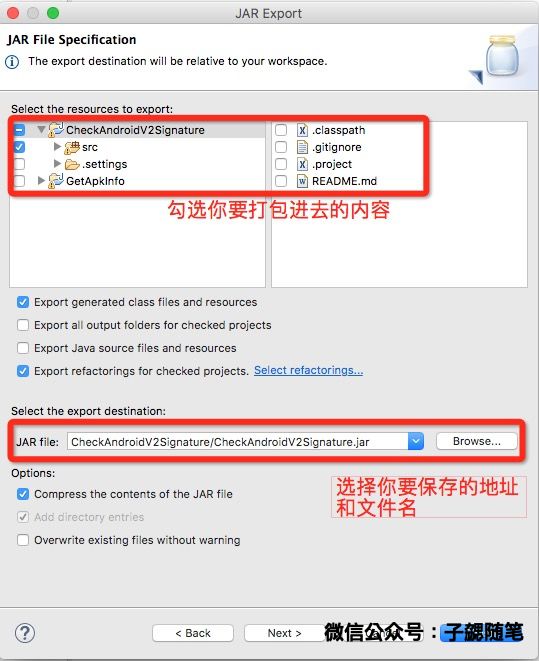 JAR Export
JAR File Specification
The export destination will be relative to your workspace.
Select the resources to export:
CheckAndroidV2Signature
src
.settings
GetApkInfo
.classpath
.gitignore
.project
README.md
勾选你要打包进去的内容
Export generated class files and resources
Export all output folders for checked projects
Export Java source files and resources
Export refactorings for checked projects. Select refactorings...
Select the export destination:
JAR file: CheckAndroidV2Signature/CheckAndroidV2Signature.jar Browse...
Options:
Compress the contents of the JAR file
Add directory entries
Overwrite existing files without warning
选择你要保存的地址
和文件名
? < Back Next >
微信公众号：子勰随笔